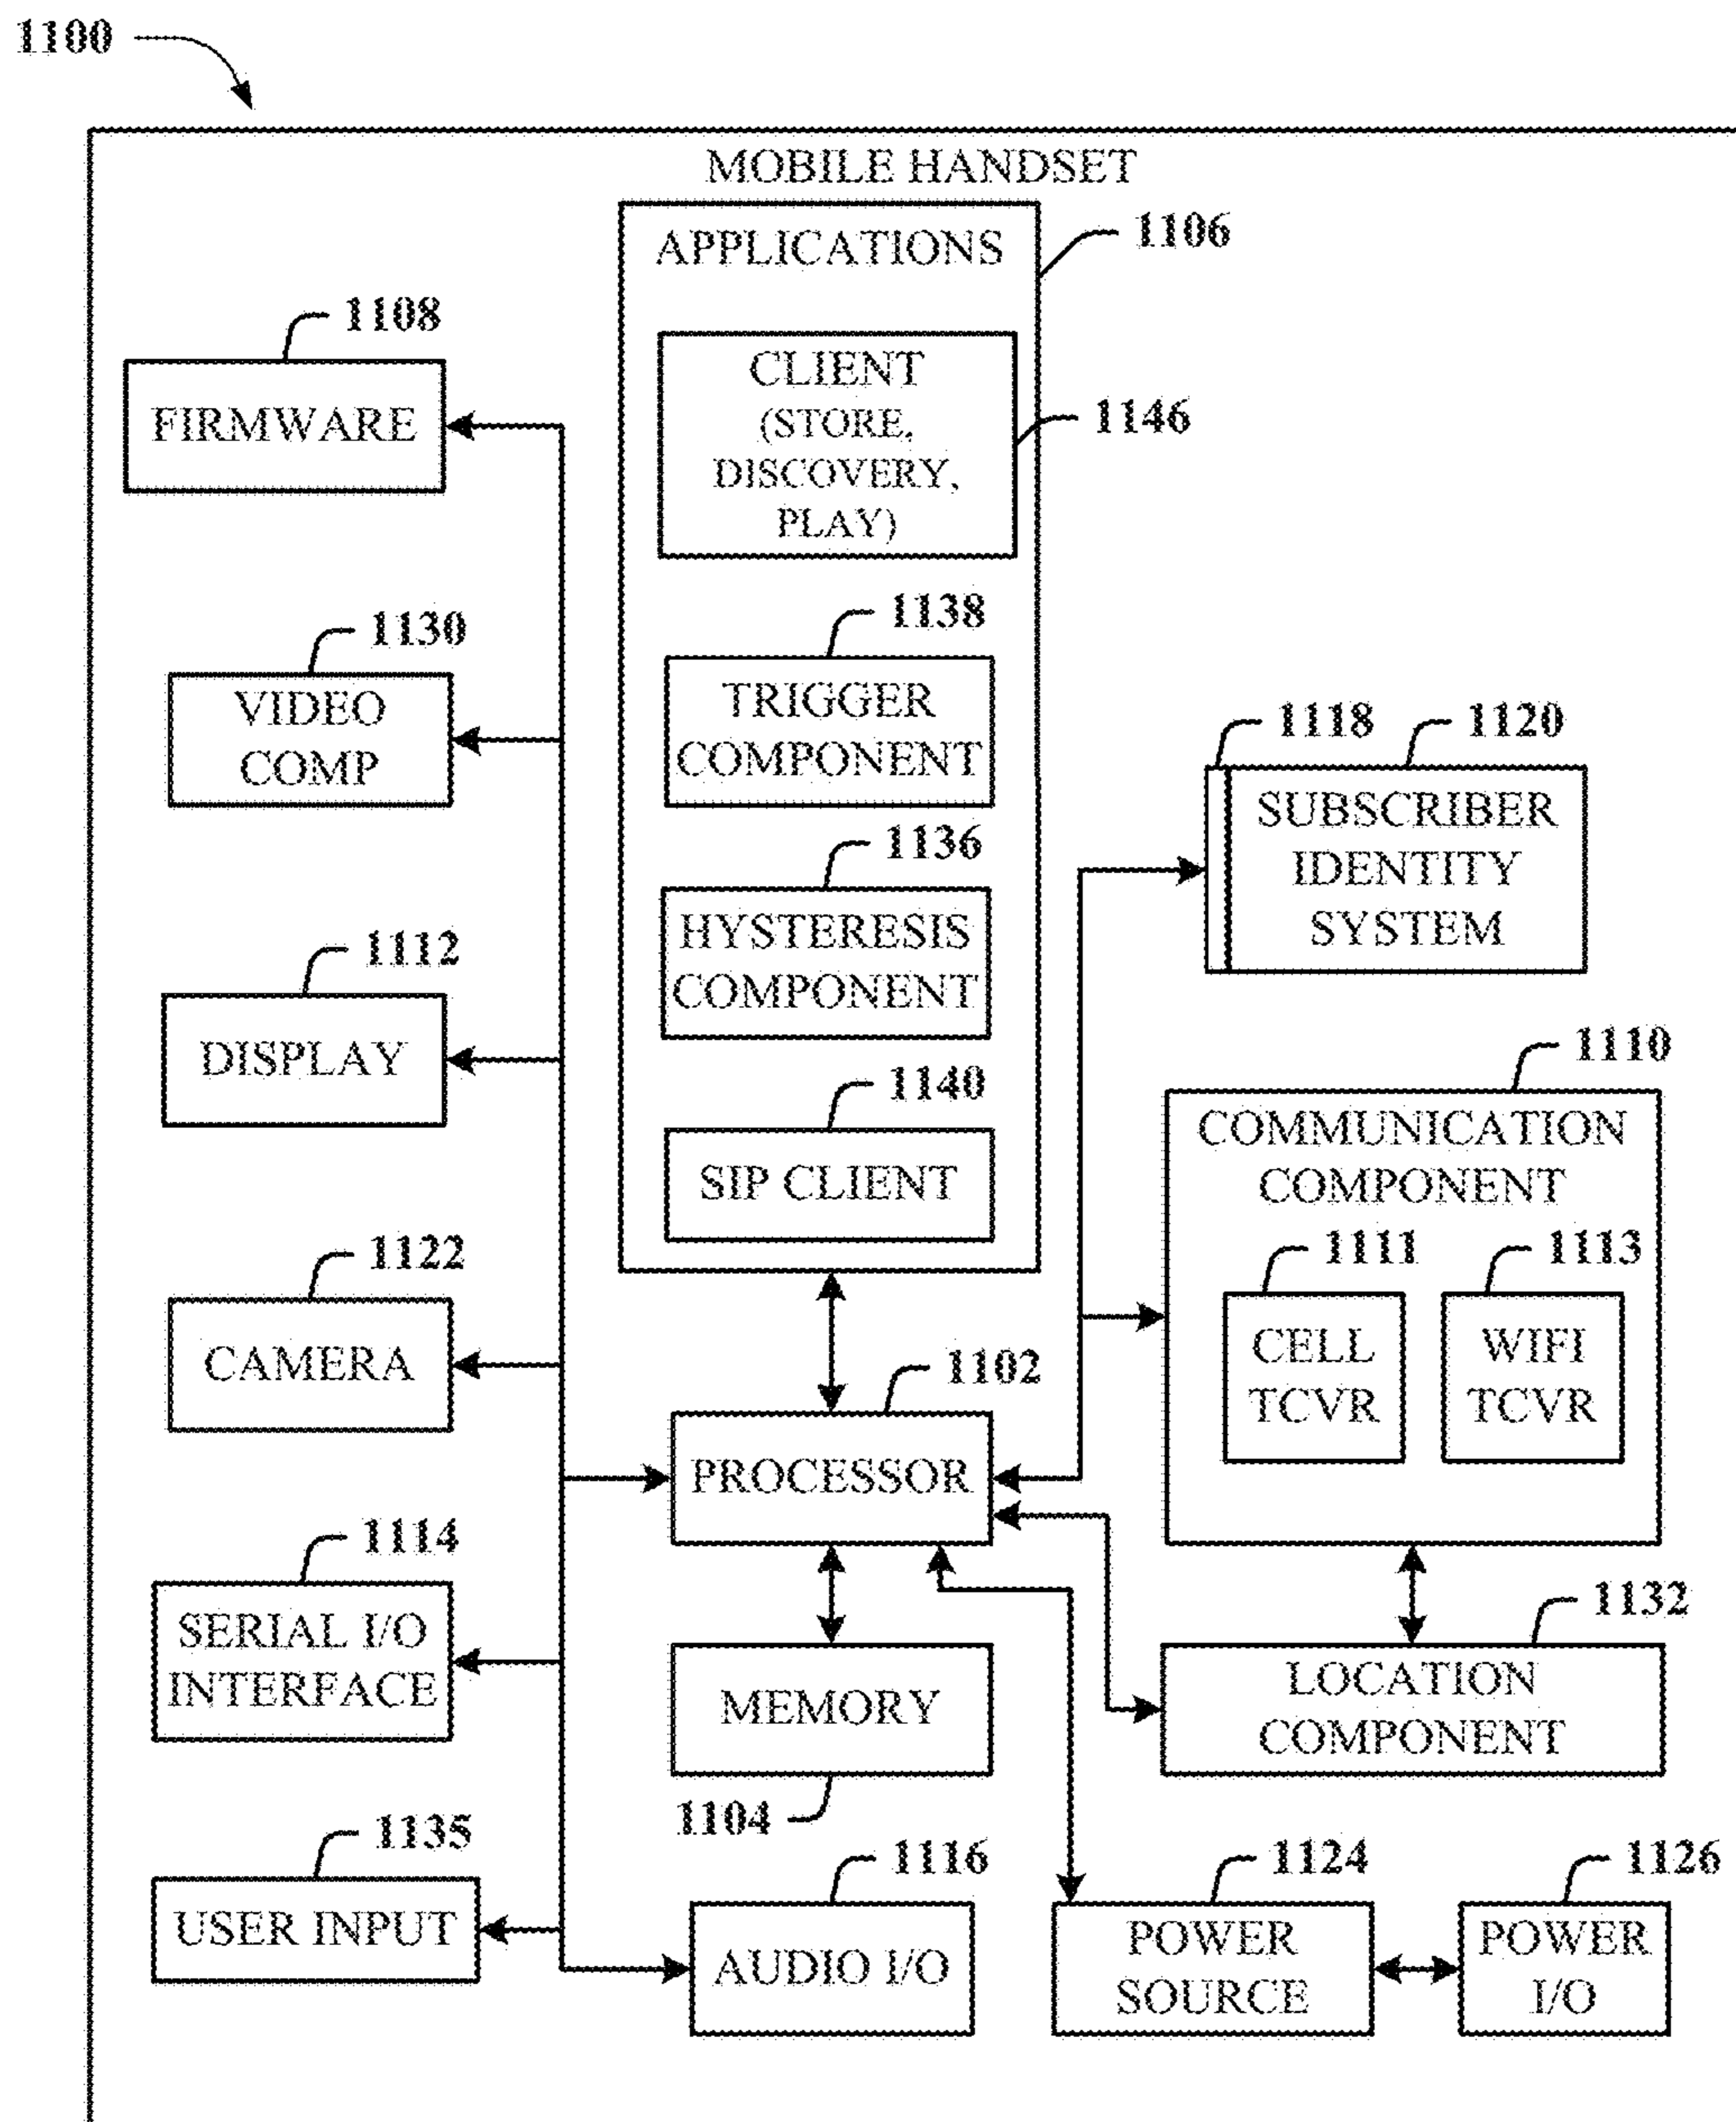 1100
MOBILE HANDSET
APPLICATIONS
1106
CLIENT
(STORE,
DISCOVERY,
PLAY)
1146
1108
FIRMWARE
1138
TRIGGER
COMPONENT
1130
VIDEO
COMP
1136
HYSTERESIS
COMPONENT
1118
1120
SUBSCRIBER
IDENTITY
SYSTEM
1112
DISPLAY
1140
SIP CLIENT
1110
COMMUNICATION
COMPONENT
1111
CELL
TCVR
1113
WIFI
TCVR
1122
CAMERA
1102
PROCESSOR
1114
SERIAL I/O
INTERFACE
MEMORY
1104
1132
LOCATION
COMPONENT
1135
USER INPUT
1116
AUDIO I/O
1124
POWER
SOURCE
1126
POWER
I/O